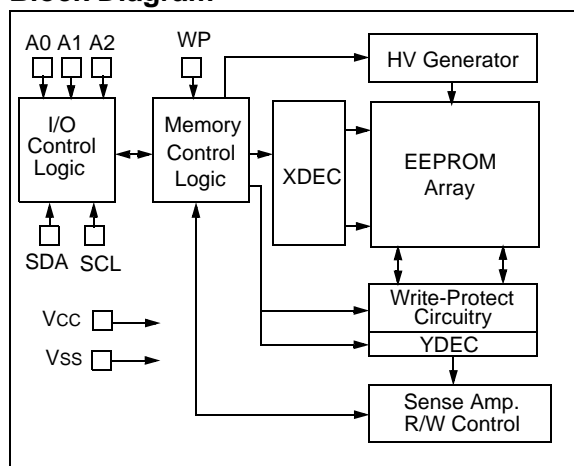 Block Diagram
A0 A1 A2
WP
HV Generator
I/O
Control
Logic
Memory
Control
Logic
XDEC
EEPROM
Array
SDA
SCL
Write-Protect
Circuitry
YDEC
VCC
VSS
Sense Amp.
R/W Control